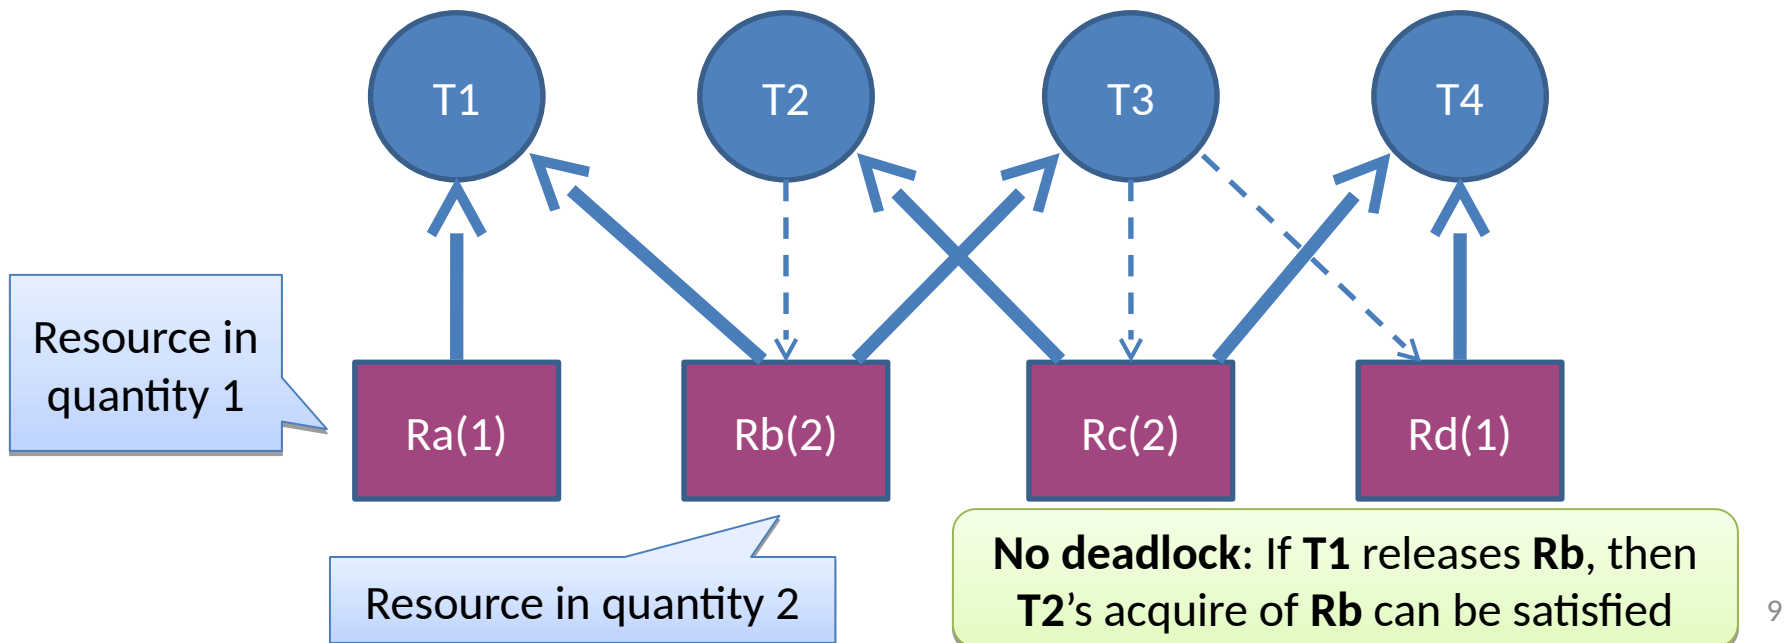 T1
T2
T3
T4
Resource in
quantity 1
Ra(1)
Rb(2)
Rc(2)
Rd(1)
Resource in quantity 2
No deadlock: If T1 releases Rb, then
T2’s acquire of Rb can be satisfied
9